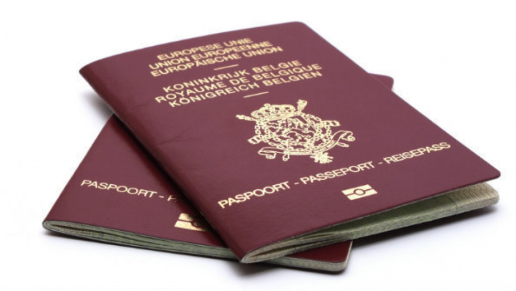 EUROPESE UNIE
UNION EUROPÉENNE
EUROPÄISCHE UNION
KONINKRIJK BELGIË
ROYAUME DE BELGIQUE
KÖNIGREICH BELGIEN
PASPOORT - PASSEPORT - REISEPASS
PASPOORT - P